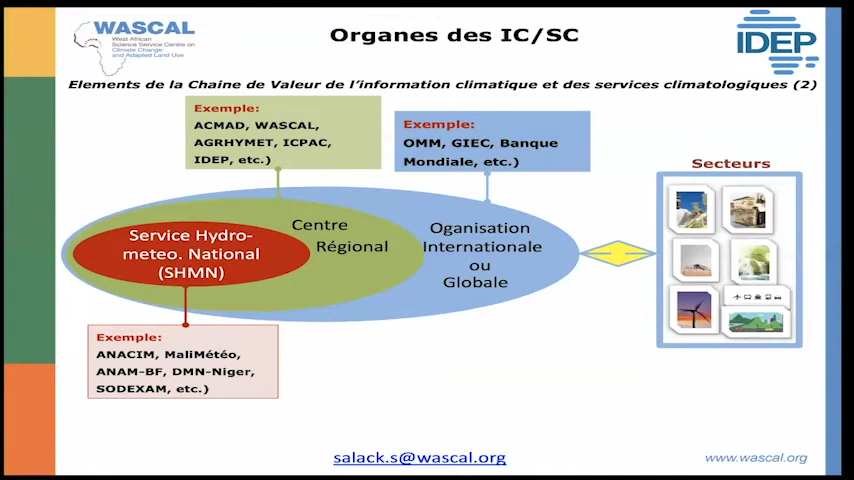 WASCAL
West African
Science Service Centre on
Climate Change
and Adapted Land Use
Organes des IC/SC
IDEP
Elements de la Chaine de Valeur de l'information climatique et des services climatologiques (2)
Exemple:
ACMAD, WASCAL,
AGRHYMET, ICPAC,
IDEP, etc.)
Exemple:
OMM, GIEC, Banque
Mondiale, etc.)
Secteurs
Service Hydro-
meteo. National
(SHMN)
Centre
Régional
Oganisation
Internationale
ou
Globale
Exemple:
ANACIM, MaliMétéo,
ANAM-BF, DMN-Niger,
SODEXAM, etc.)
salack.s@wascal.org
www.wascal.org